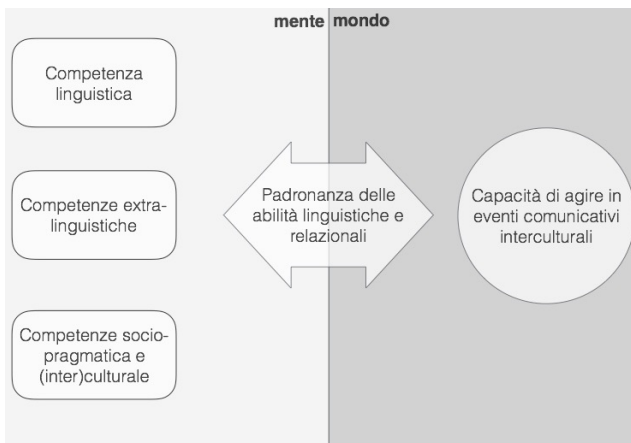 mente mondo
Competenza
linguistica
Competenze extra-
linguistiche
Padronanza delle
abilità linguistiche e
relazionali
Capacità di agire in
eventi comunicativi
interculturali
Competenze socio-
pragmatica e
(inter)culturale